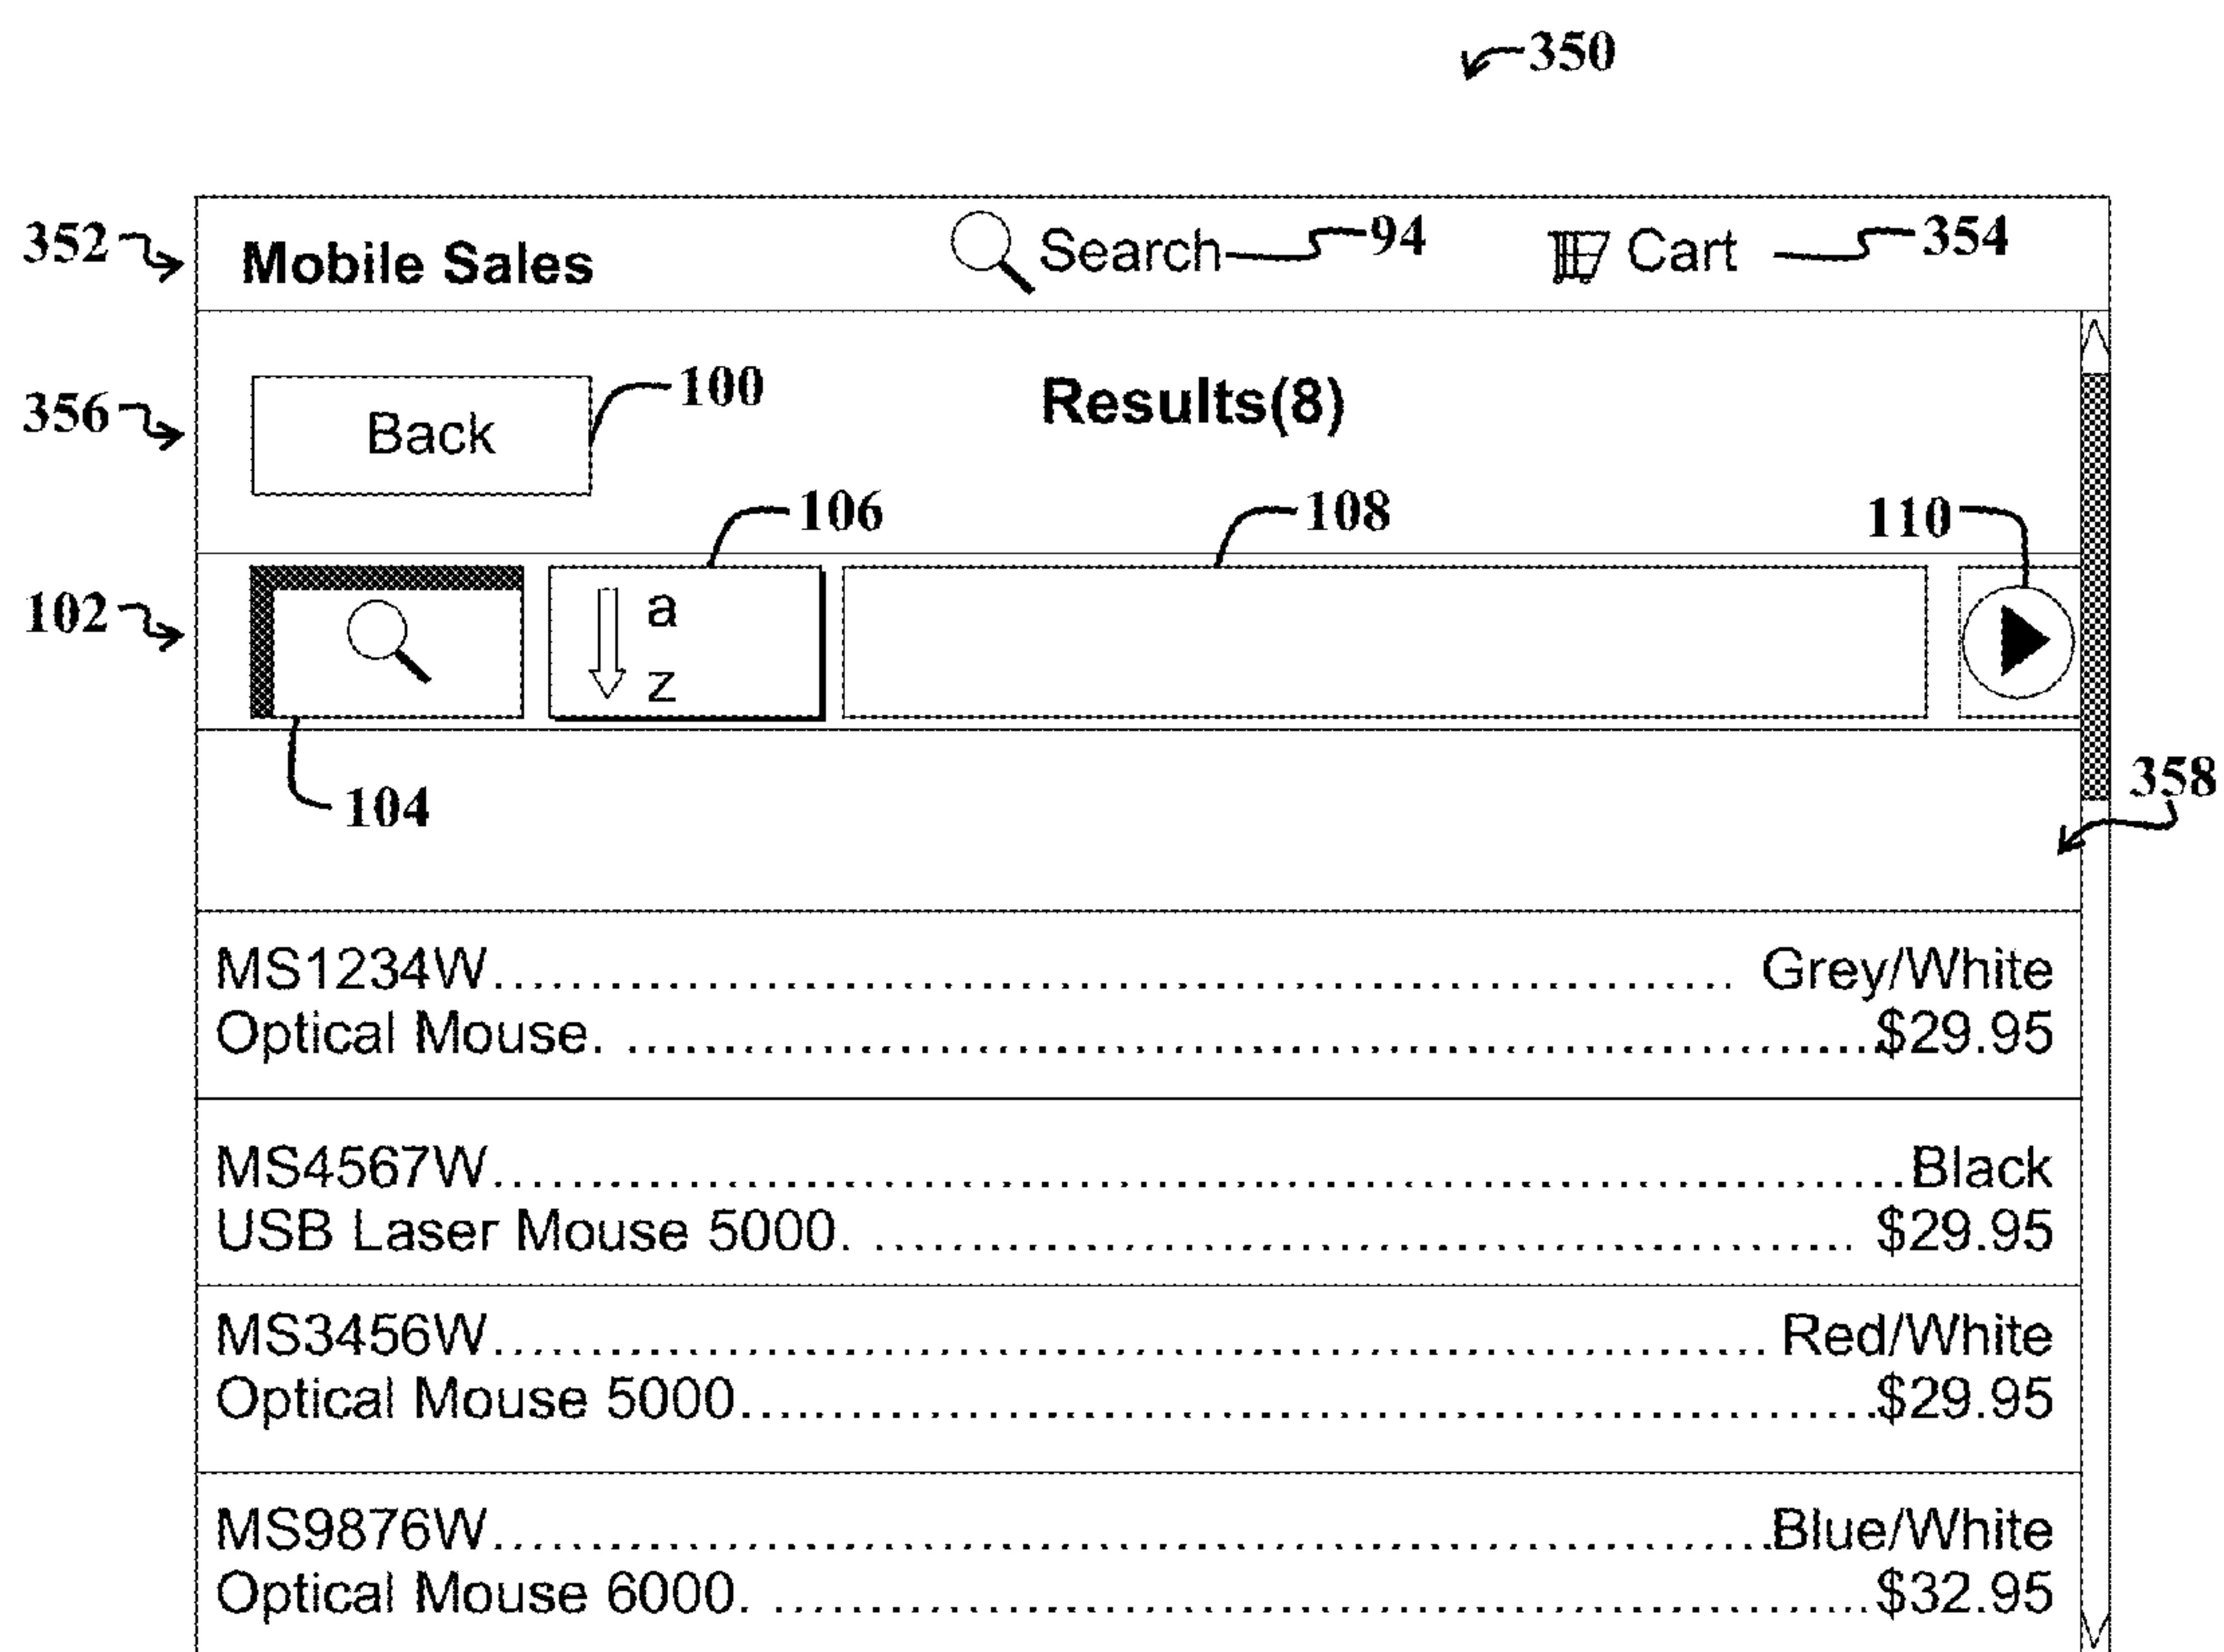 350
352 Mobile Sales Search 94 Cart 354
356 Back 100 Results(8)
106 108 110
102 a
z
104 358
MS1234W........................................................ Grey/White
Optical Mouse. ........................................................$29.95
MS4567W........................................................Black
USB Laser Mouse 5000. ........................................ $29.95
MS3456W........................................................ Red/White
Optical Mouse 5000........................................................$29.95
MS9876W........................................................Blue/White
Optical Mouse 6000. ........................................................$32.95